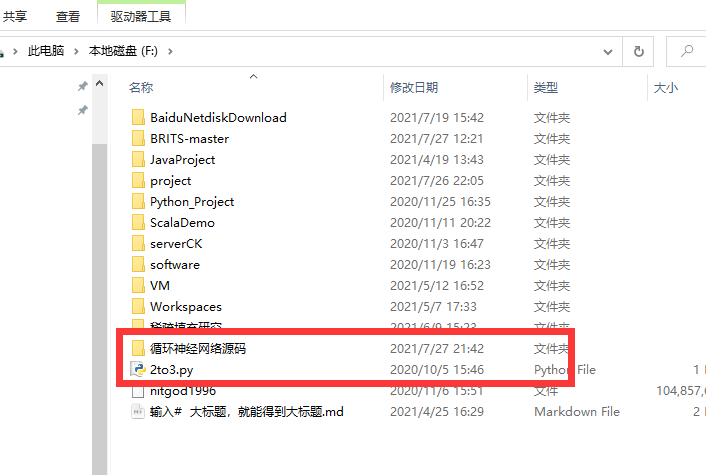 共享 查看 驱动器工具
此电脑 本地磁盘 (F:)
名称 修改日期 类型 大小
BaiduNetdiskDownload 2021/7/19 15:42 文件夹
BRITS-master 2021/7/27 12:21 文件夹
JavaProject 2021/4/19 13:43 文件夹
project 2021/7/26 22:05 文件夹
Python_Project 2020/11/25 16:35 文件夹
ScalaDemo 2020/11/11 20:22 文件夹
serverCK 2020/11/3 16:47 文件夹
software 2020/11/19 16:23 文件夹
VM 2021/5/12 16:52 文件夹
Workspaces 2021/5/7 17:33 文件夹
稀疏填充研究 2021/6/9 15:23 文件夹
循环神经网络源码 2021/7/27 21:42 文件夹
2to3.py 2020/10/5 15:46 Python File 1
nitgod1996 2020/11/6 15:51 文件 104,857,6
输入# 大标题，就能得到大标题.md 2021/4/25 16:29 Markdown File 2